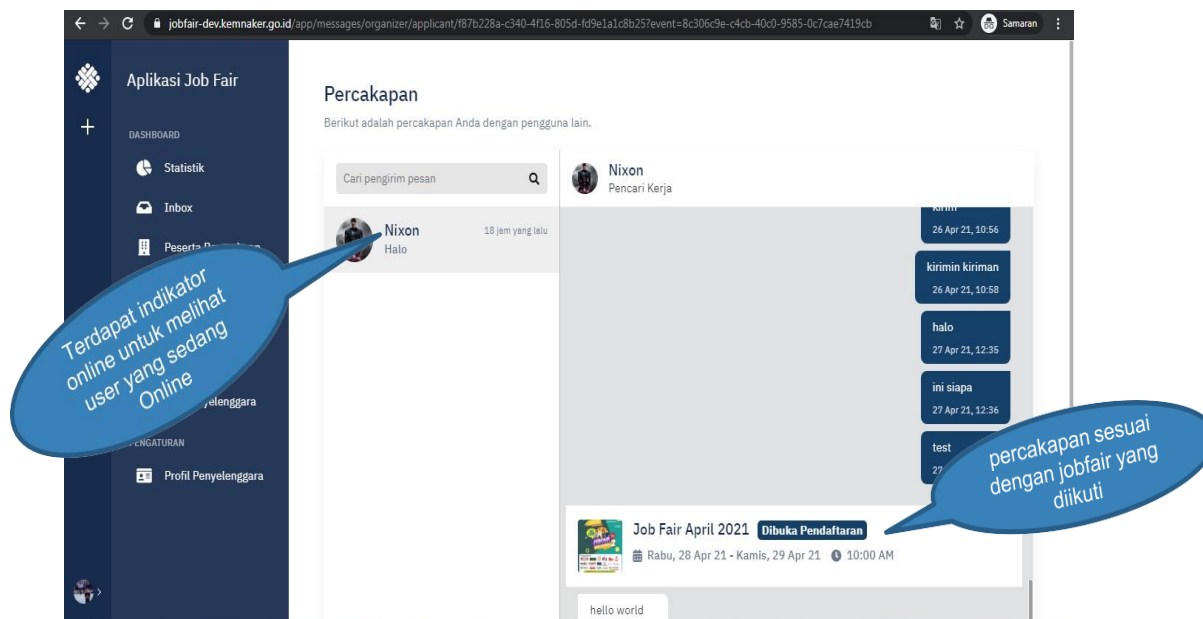 jobfair-dev.kemnaker.go.id/app/messages/organizer/applicant/f87b228a-c340-4f16-805d-fd9e1a1c8b25?event=8c306c9e-c4cb-40c0-9585-0c7cae7419cb
Samaran
Aplikasi Job Fair
DASHBOARD
Statistik
Inbox
Peserta
Profil Penyelenggara
Percakapan
Berikut adalah percakapan Anda dengan pengguna lain.
Cari pengirim pesan
Nixon
18 jam yang lalu
Halo
Nixon
Pencari Kerja
kirim
26 Apr 21, 10:56
kirimin kiriman
26 Apr 21, 10:58
halo
27 Apr 21, 12:35
ini siapa
27 Apr 21, 12:36
test
27
Job Fair April 2021 Dibuka Pendaftaran
Rabu, 28 Apr 21 - Kamis, 29 Apr 21 10:00 AM
hello world
Terdapat indikator
online untuk melihat
user yang sedang
Online
percakapan sesuai
dengan jobfair yang
diikuti